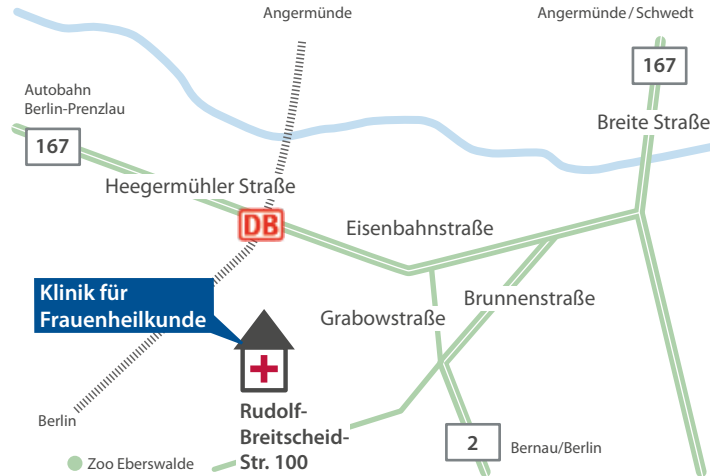 Angermünde
Angermünde / Schwedt
167
Autobahn
Berlin-Prenzlau
167
Breite Straße
Heegermühler Straße
DB
Eisenbahnstraße
Klinik für
Frauenheilkunde
Brunnenstraße
Grabowstraße
Berlin
Rudolf-
Breitscheid-
Str. 100
2
Bernau/Berlin
Zoo Eberswalde